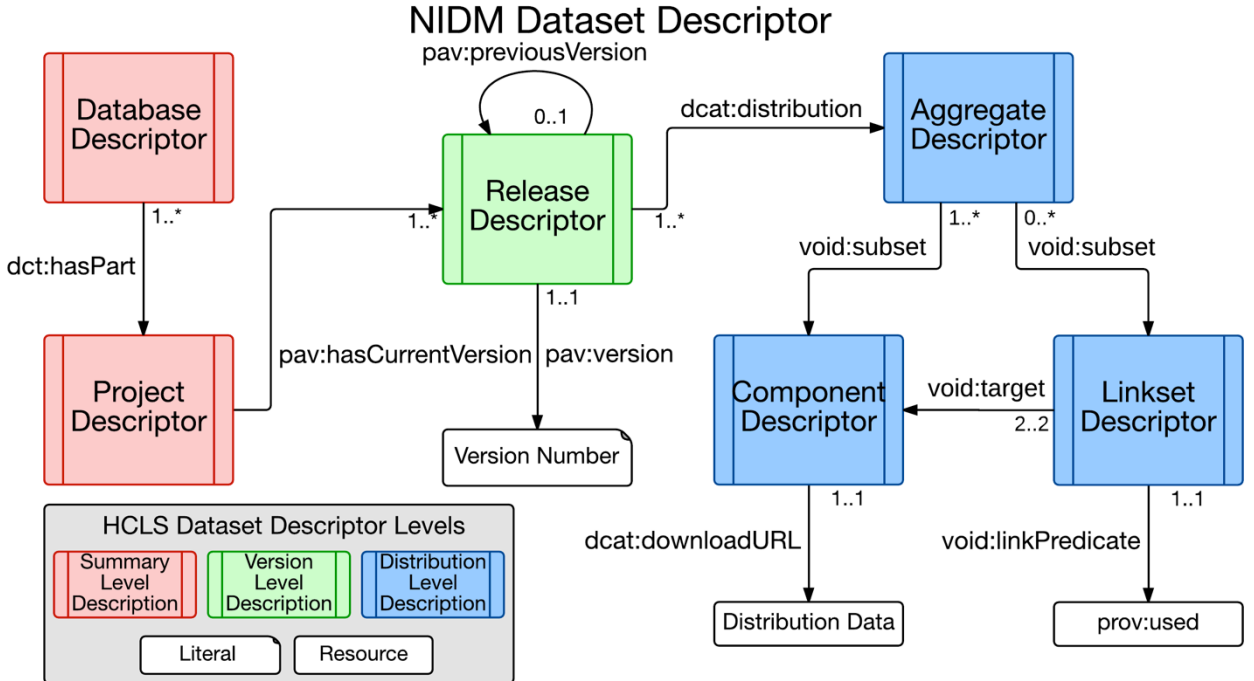 NIDM Dataset Descriptor
pav:previousVersion
0..1
Database
Descriptor
1..*
dct:hasPart
Project
Descriptor
1..*
pav:hasCurrentVersion
Release
Descriptor
1..*
dcat:distribution
1..1
pav:version
Version Number
Aggregate
Descriptor
1..*
0..*
void:subset
void:subset
Component
Descriptor
void:target
2..2
Linkset
Descriptor
1..1
1..1
dcat:downloadURL
void:linkPredicate
Distribution Data
prov:used
HCLS Dataset Descriptor Levels
Summary
Level
Description
Version
Level
Description
Distribution
Level
Description
Literal
Resource